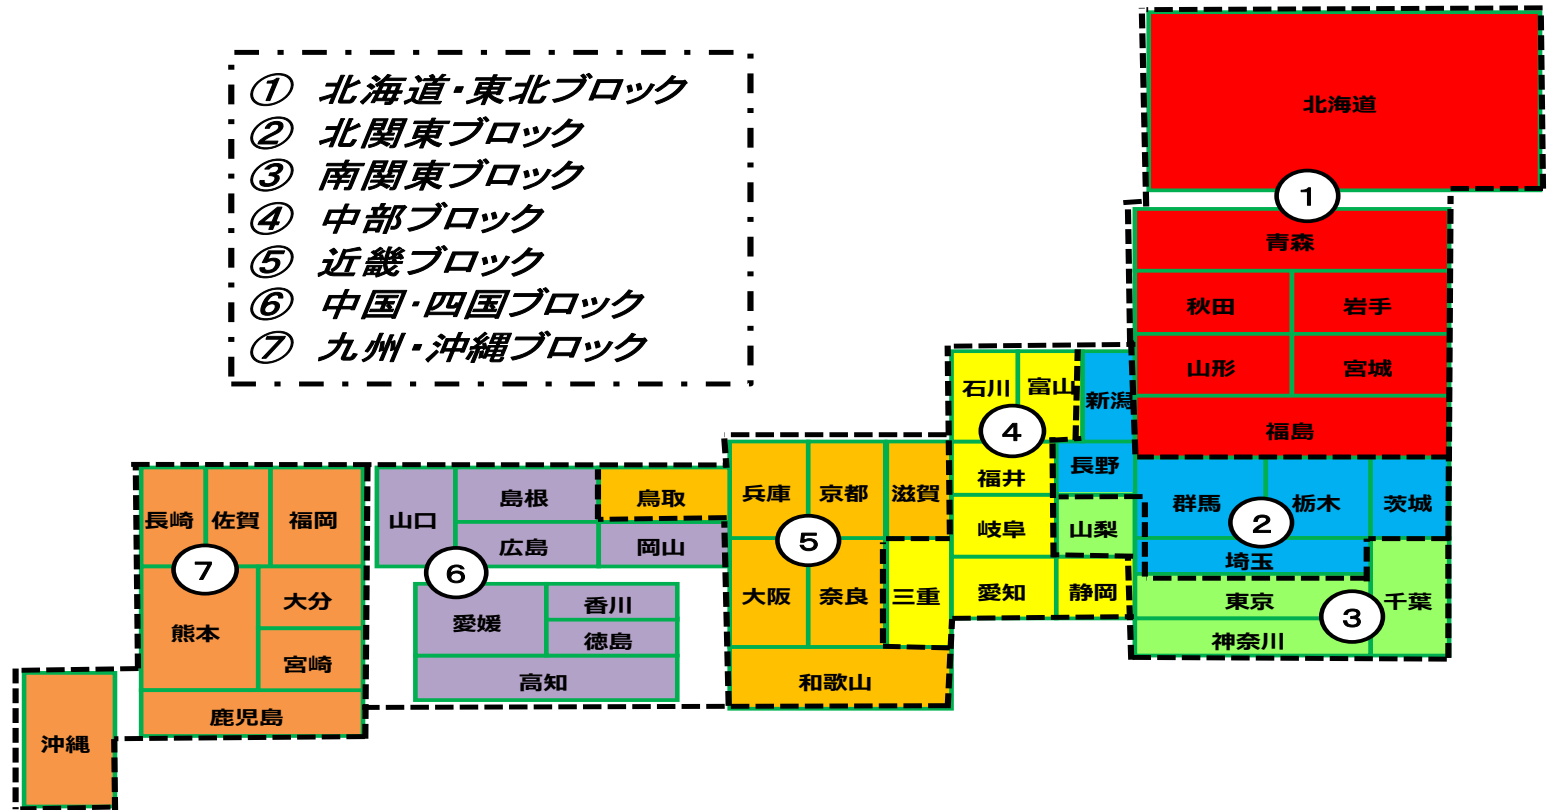 ① 北海道・東北ブロック
② 北関東ブロック
③ 南関東ブロック
④ 中部ブロック
⑤ 近畿ブロック
⑥ 中国・四国ブロック
⑦ 九州・沖縄ブロック
北海道
1
青森
秋田 岩手
山形 宮城
福島
石川 富山 新潟
4
福井 長野
岐阜 山梨
愛知 静岡
群馬 栃木 茨城
2
埼玉
東京 3 千葉
神奈川
兵庫 京都 滋賀
5
大阪 奈良 三重
和歌山
山口 島根 鳥取
広島 岡山
6
愛媛 香川
徳島
高知
長崎 佐賀 福岡
7
熊本 大分
宮崎
鹿児島
沖縄